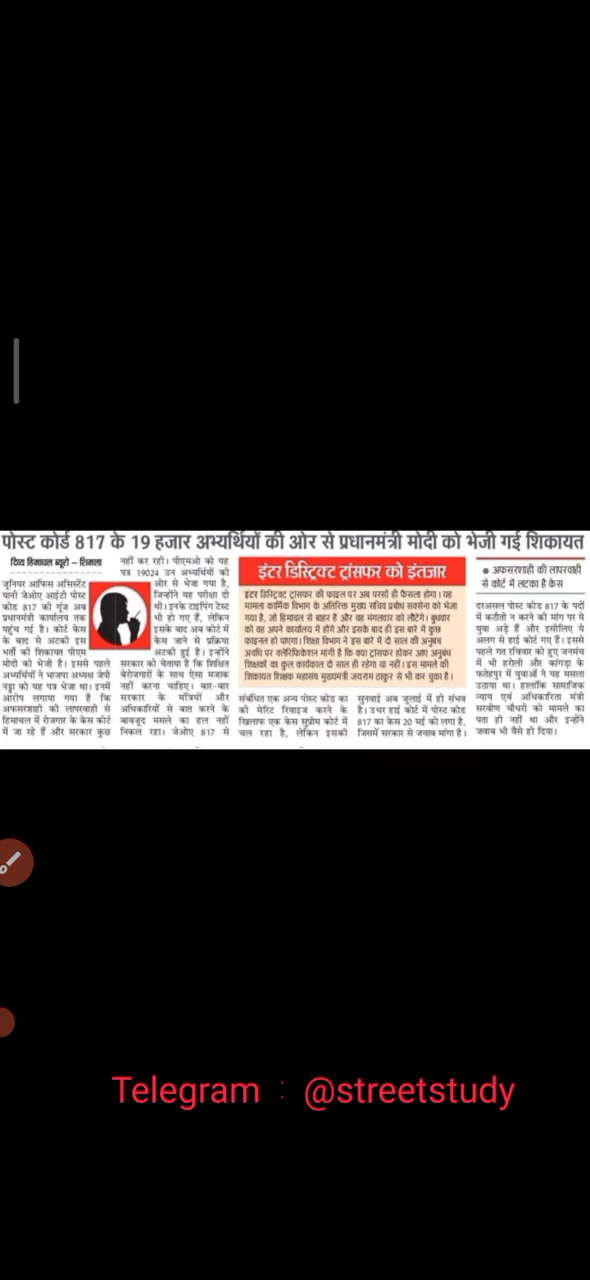 पोस्ट कोर्ड 817 के 19 हजार अभ्यर्थियों की ओर से प्रधानमंत्री मोदी को भेजी गई शिकायत
दिव्य हिमाचल ब्यूरो – शिमला
जूनियर आफिस असिस्टेंट
यानी जेओए आईटी पोस्ट
कोड 817 की गूंज अब
प्रधानमंत्री कार्यालय तक
पहुंच गई है। कोर्ट केस
के बाद से अटकी इस
भर्ती की शिकायत पीएम
मोदी को भेजी है। इससे पहले
अभ्यर्थियों ने भाजपा अध्यक्ष जेपी
नड्डा को यह पत्र भेजा था। इनमें
आरोप लगाया गया है कि
अफसरशाही की लापरवाही से
हिमाचल में रोजगार के केस कोर्ट
में जा रहे हैं और सरकार कुछ
नहीं कर रही। पीएमओ को यह
पत्र 19024 उन अभ्यर्थियों की
ओर से भेजा गया है,
जिन्होंने यह परीक्षा दी
थी। इनके टाइपिंग टेस्ट
भी हो गए हैं, लेकिन
इसके बाद अब कोर्ट में
केस जाने से प्रक्रिया
अटकी हुई है। इन्होंने
सरकार को चेताया है कि शिक्षित
बेरोजगारों के साथ ऐसा मजाक
नहीं करना चाहिए। बार-बार
सरकार के मंत्रियों और
अधिकारियों से बात करने के
बावजूद मसले का हल नहीं
निकल रहा। जेओए 817 से
इंटर डिस्ट्रिक्ट ट्रांसफर को इंतजार
इंटर डिस्ट्रिक्ट ट्रांसफर की फाइल पर अब परसों ही फैसला होगा। यह
मामला कार्मिक विभाग के अतिरिक्त मुख्य सचिव प्रबोध सक्सेना को भेजा
गया है, जो हिमाचल से बाहर हैं और वह मंगलवार को लौटेंगे। बुधवार
को वह अपने कार्यालय में होंगे और इसके बाद ही इस बारे में कुछ
फाइनल हो पाएगा। शिक्षा विभाग ने इस बारे में दो साल की अनुबंध
अवधि पर क्लेरिफिकेशन मांगी है कि क्या ट्रांसफर होकर आए अनुबंध
शिक्षकों का कुल कार्यकाल दो साल ही रहेगा या नहीं। इस मामले की
शिकायत शिक्षक महासंघ मुख्यमंत्री जयराम ठाकुर से भी कर चुका है।
संबंधित एक अन्य पोस्ट कोड का
की मेरिट रिवाइज करने के
खिलाफ एक केस सुप्रीम कोर्ट में
चल रहा है, लेकिन इसकी
सुनवाई अब जुलाई में ही संभव
है। उधर हाई कोर्ट में पोस्ट कोड
817 का केस 20 मई को लगा है,
जिसमें सरकार से जवाब मांगा है।
● अफसरशाही की लापरवाही
से कोर्ट में लटका है केस
दरअसल पोस्ट कोड 817 के पदों
में कटौती न करने की मांग पर ये
युवा अड़े हैं और इसीलिए ये
अलग से हाई कोर्ट गए हैं। इससे
पहले गत रविवार को हुए जनमंच
में भी हरोली और कांगड़ा के
फतेहपुर में युवाओं ने यह मसला
उठाया था। हालांकि सामाजिक
न्याय एवं अधिकारिता मंत्री
सरवीण चौधरी को मामले का
पता ही नहीं था और इन्होंने
जवाब भी वैसे ही दिया।
Telegram : @streetstudy